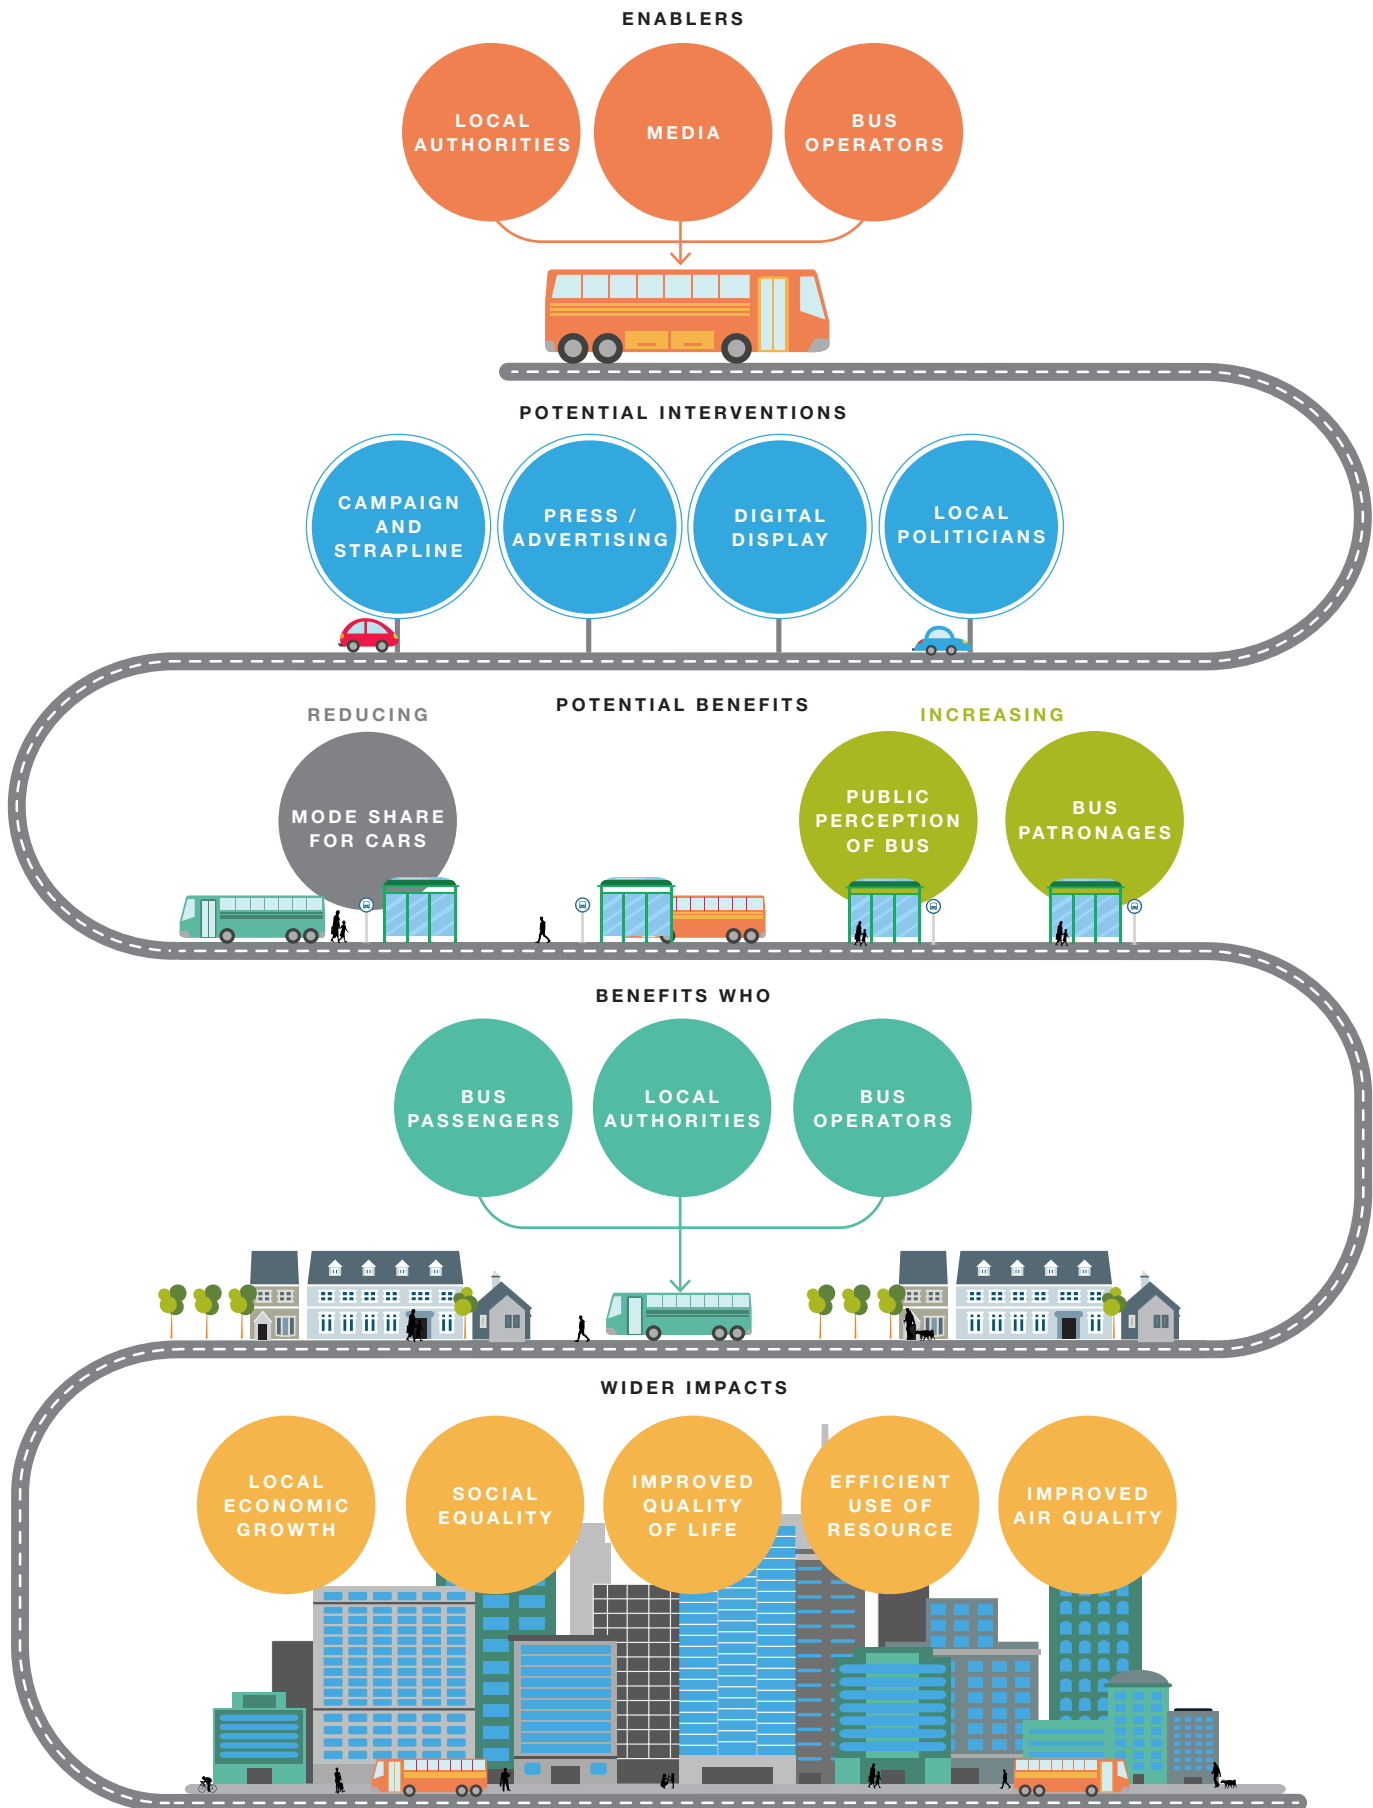 ENABLERS
LOCAL
AUTHORITIES
MEDIA
BUS
OPERATORS
POTENTIAL INTERVENTIONS
CAMPAIGN
AND
STRAPLINE
PRESS /
ADVERTISING
DIGITAL
DISPLAY
LOCAL
POLITICIANS
POTENTIAL BENEFITS
REDUCING
MODE SHARE
FOR CARS
INCREASING
PUBLIC
PERCEPTION
OF BUS
BUS
PATRONAGES
BENEFITS WHO
BUS
PASSENGERS
LOCAL
AUTHORITIES
BUS
OPERATORS
WIDER IMPACTS
LOCAL
ECONOMIC
GROWTH
SOCIAL
EQUALITY
IMPROVED
QUALITY
OF LIFE
EFFICIENT
USE OF
RESOURCE
IMPROVED
AIR QUALITY